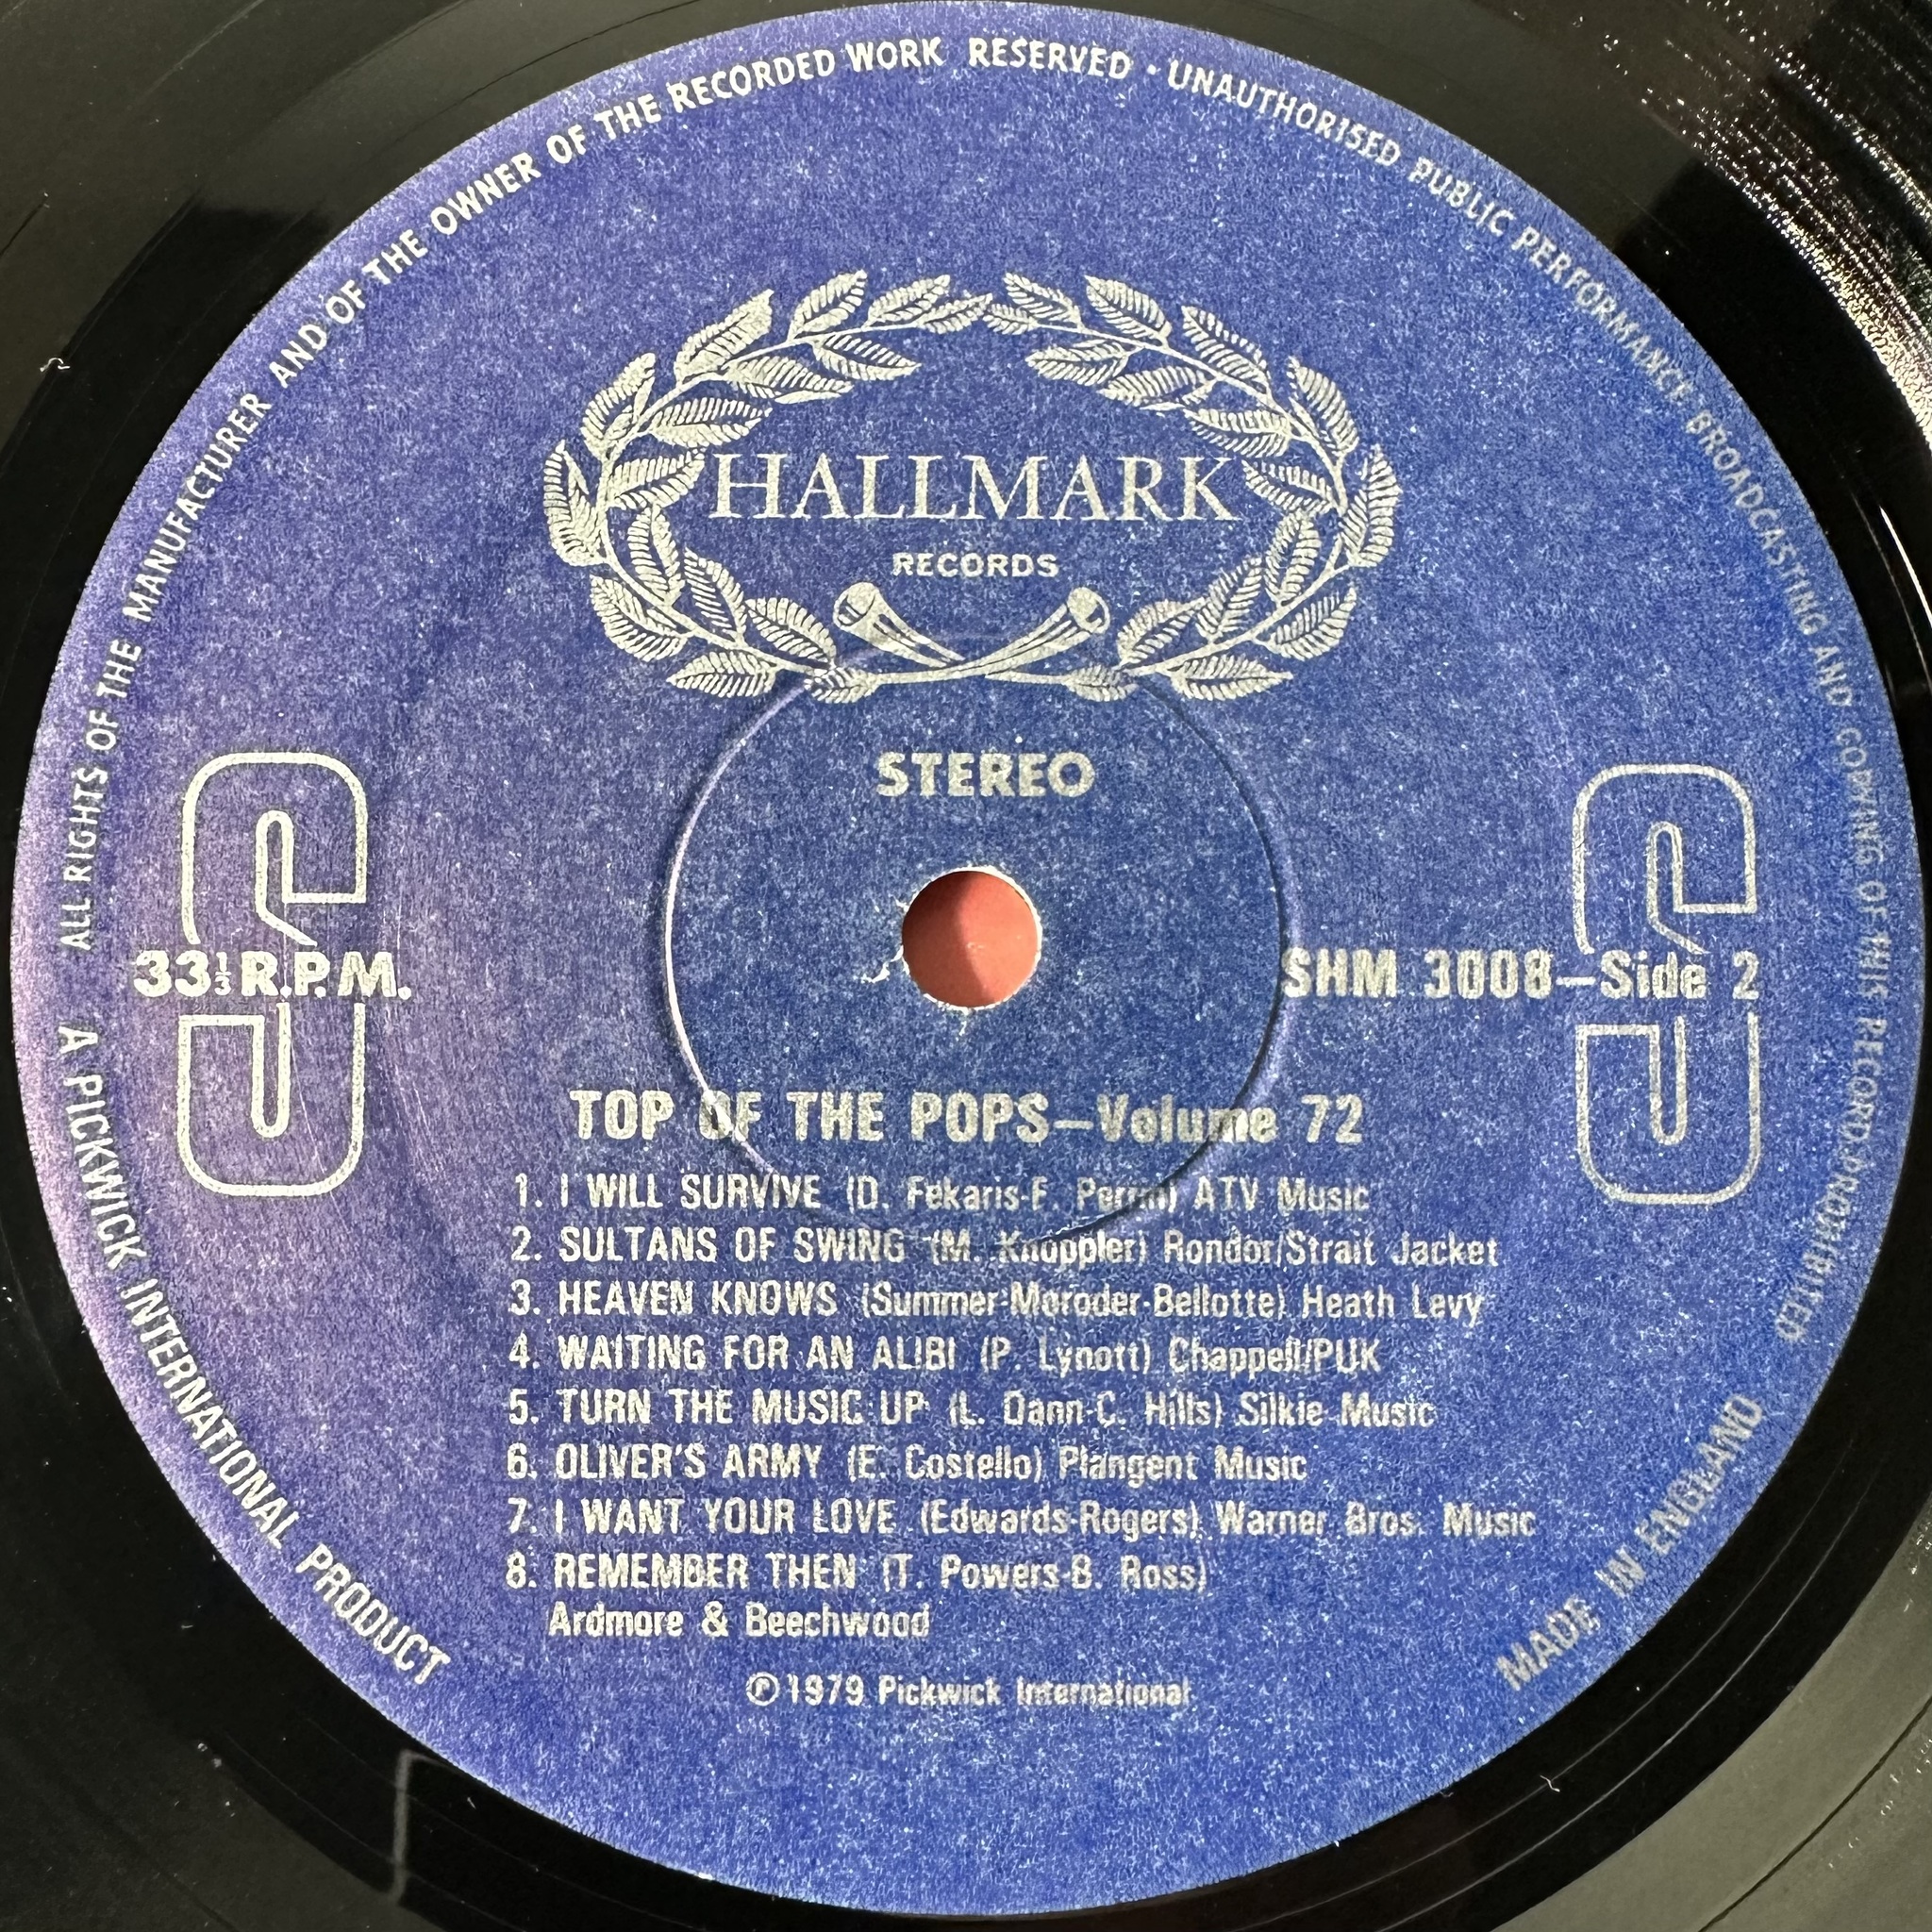 ALL RIGHTS OF THE MANUFACTURER AND OF THE OWNER OF THE RECORDED WORK RESERVED · UNAUTHORISED PUBLIC PERFORMANCE BROADCASTING AND COPYING OF THIS RECORD PROHIBITED
HALLMARK
RECORDS
STEREO
S
33⅓ R.P.M.
S
SHM 3008–Side 2
TOP OF THE POPS–Volume 72
1. I WILL SURVIVE (D. Fekaris-F. Perrin) ATV Music
2. SULTANS OF SWING (M. Knoppler) Rondor/Strait Jacket
3. HEAVEN KNOWS (Summer-Moroder-Bellotte) Heath Levy
4. WAITING FOR AN ALIBI (P. Lynott) Chappell/PUK
5. TURN THE MUSIC UP (L. Dann-C. Hills) Silkie Music
6. OLIVER'S ARMY (E. Costello) Plangent Music
7. I WANT YOUR LOVE (Edwards-Rogers) Warner Bros. Music
8. REMEMBER THEN (T. Powers-B. Ross)
Ardmore & Beechwood
℗ 1979 Pickwick International
A PICKWICK INTERNATIONAL PRODUCT
MADE IN ENGLAND